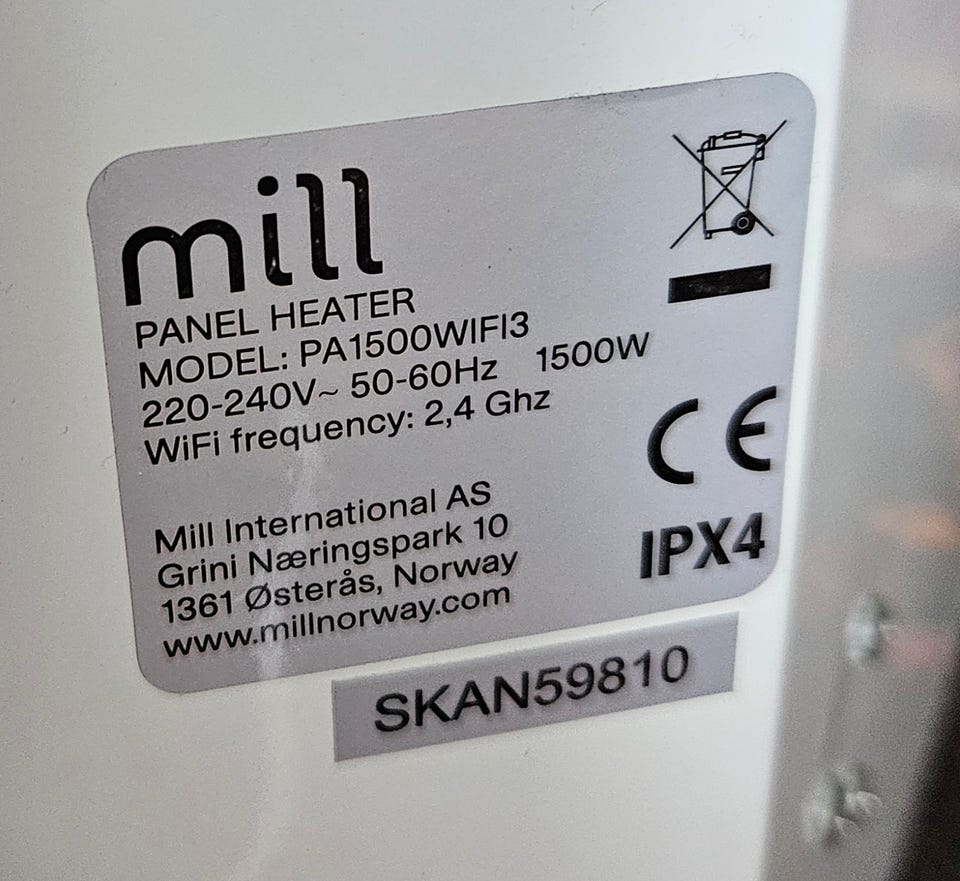 mill
PANEL HEATER
MODEL: PA1500WIFI3
220-240V~ 50-60Hz 1500W
WiFi frequency: 2,4 Ghz
CE
Mill International AS
Grini Næringspark 10
1361 Østerås, Norway
www.millnorway.com
IPX4
SKAN59810